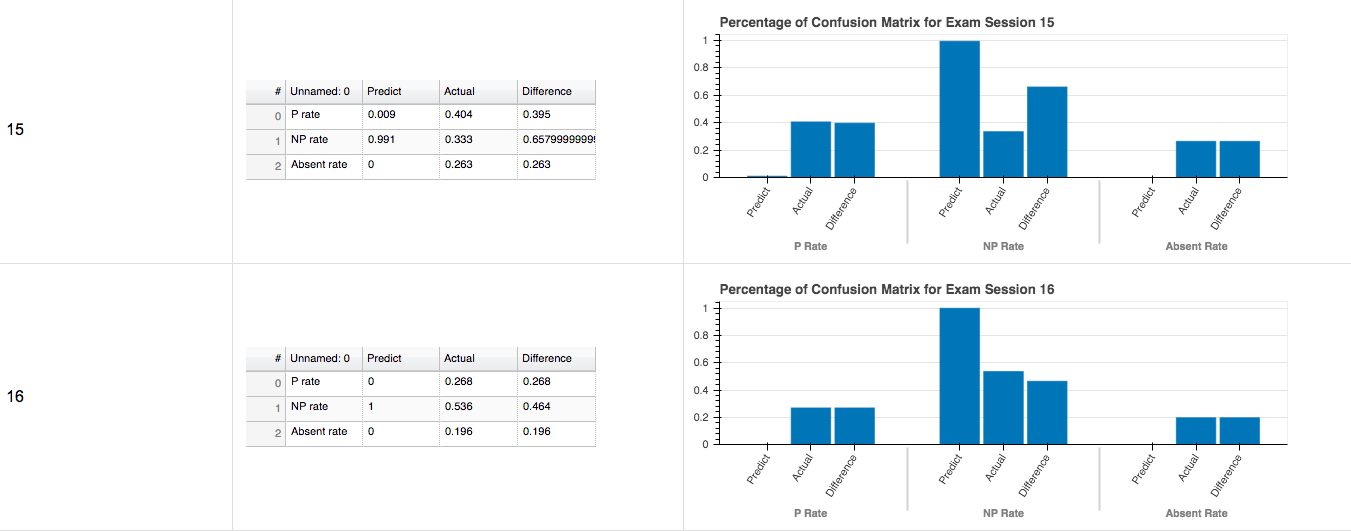 15
# Unnamed: 0 Predict Actual Difference
0 P rate 0.009 0.404 0.395
1 NP rate 0.991 0.333 0.65799999999
2 Absent rate 0 0.263 0.263
Percentage of Confusion Matrix for Exam Session 15
1
0.8
0.6
0.4
0.2
0
Predict Actual Difference Predict Actual Difference Predict Actual Difference
P Rate NP Rate Absent Rate
16
# Unnamed: 0 Predict Actual Difference
0 P rate 0 0.268 0.268
1 NP rate 1 0.536 0.464
2 Absent rate 0 0.196 0.196
Percentage of Confusion Matrix for Exam Session 16
1
0.8
0.6
0.4
0.2
0
Predict Actual Difference Predict Actual Difference Predict Actual Difference
P Rate NP Rate Absent Rate